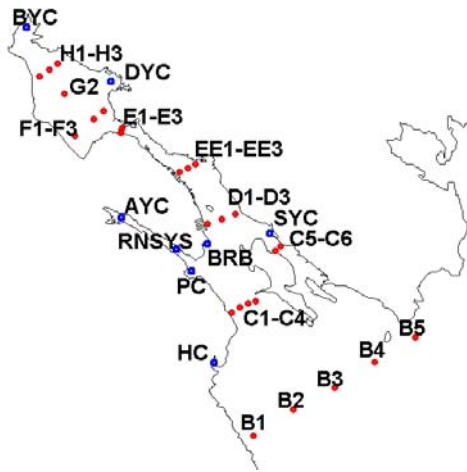 BYC
H1-H3
DYC
G2
E1-E3
F1-F3
EE1-EE3
D1-D3
AYC
SYC
RNSYS
C5-C6
BRB
PC
C1-C4
B5
HC
B4
B3
B2
B1